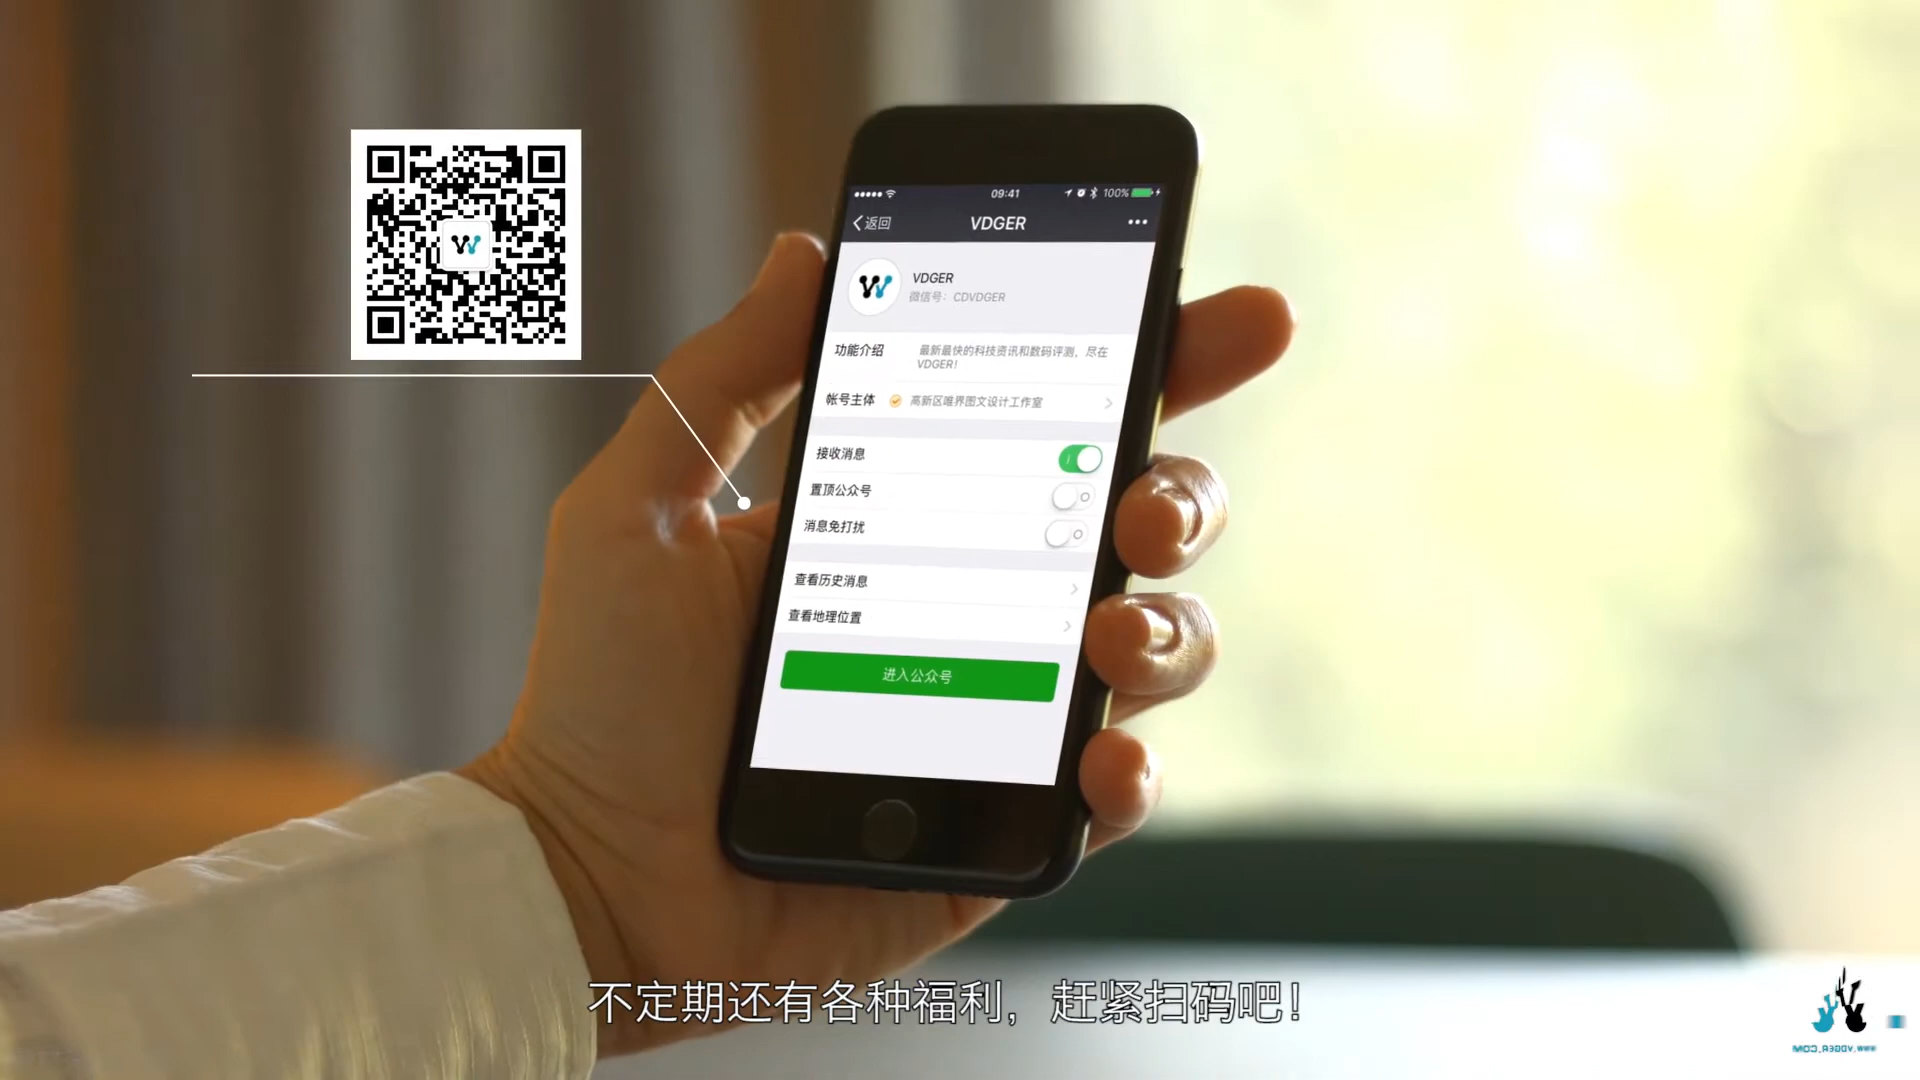 09:41
100%
返回
VDGER
VDGER
微信号: CDVDGER
功能介绍
最新最快的科技资讯和数码评测，尽在
VDGER!
帐号主体
高新区唯界图文设计工作室
接收消息
置顶公众号
消息免打扰
查看历史消息
查看地理位置
进入公众号
不定期还有各种福利，赶紧扫码吧！
www.VDGER.COM